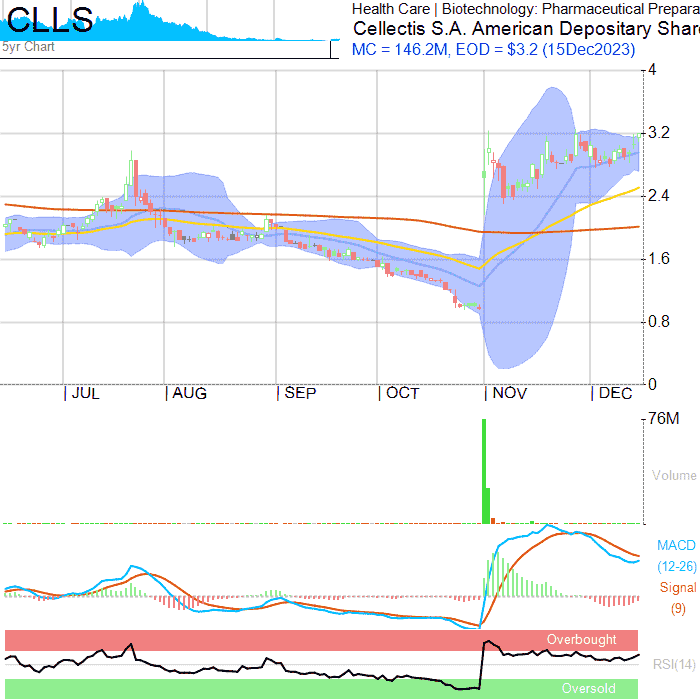 CLLS
5yr Chart
Health Care | Biotechnology: Pharmaceutical Prepara
Cellectis S.A. American Depositary Shar
MC = 146.2M, EOD = $3.2 (15Dec2023)
4
3.2
2.4
1.6
0.8
0
JUL AUG SEP OCT NOV DEC
76M
Volume
MACD
(12-26)
Signal
(9)
Overbought
RSI(14)
Oversold